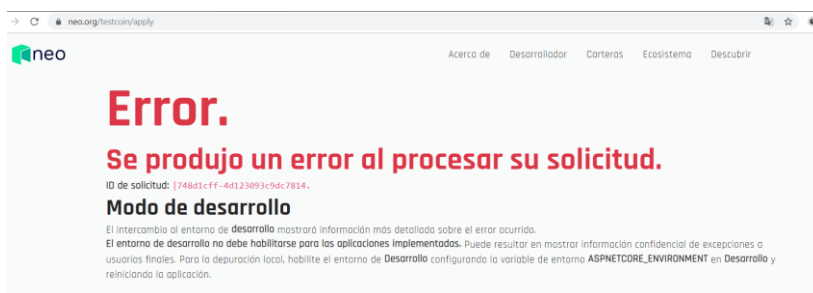 neo.org/testcoin/apply
neo
Acerca de Desarrollador Carteras Ecosistema Descubrir
Error.
Se produjo un error al procesar su solicitud.
ID de solicitud: |748d1cff-4d123093c9dc7814.
Modo de desarrollo
El intercambio al entorno de desarrollo mostrará información más detallada sobre el error ocurrido.
El entorno de desarrollo no debe habilitarse para las aplicaciones implementadas. Puede resultar en mostrar información confidencial de excepciones a
usuarios finales. Para la depuración local, habilite el entorno de Desarrollo configurando la variable de entorno ASPNETCORE_ENVIRONMENT en Desarrollo y
reiniciando la aplicación.